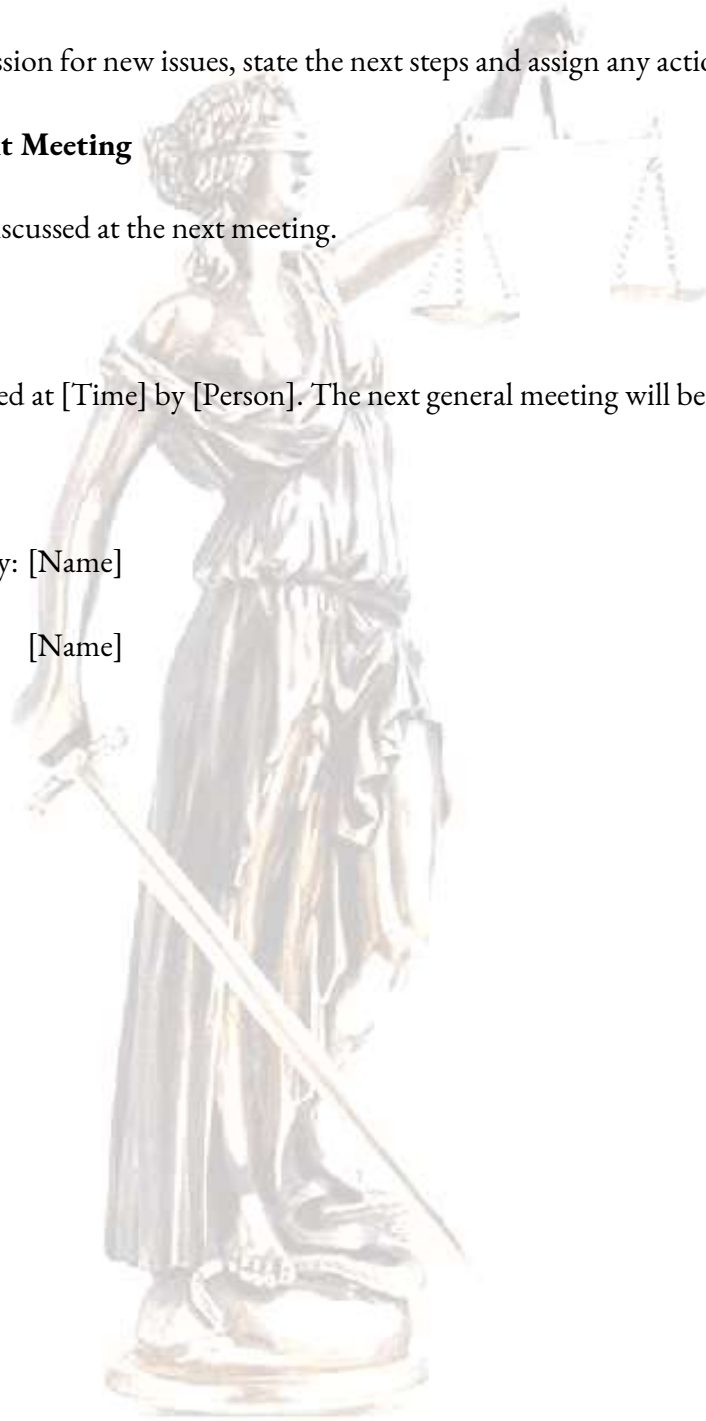 ssion for new issues, state the next steps and assign any actio
t Meeting
scussed at the next meeting.
ed at [Time] by [Person]. The next general meeting will be
y: [Name]
[Name]